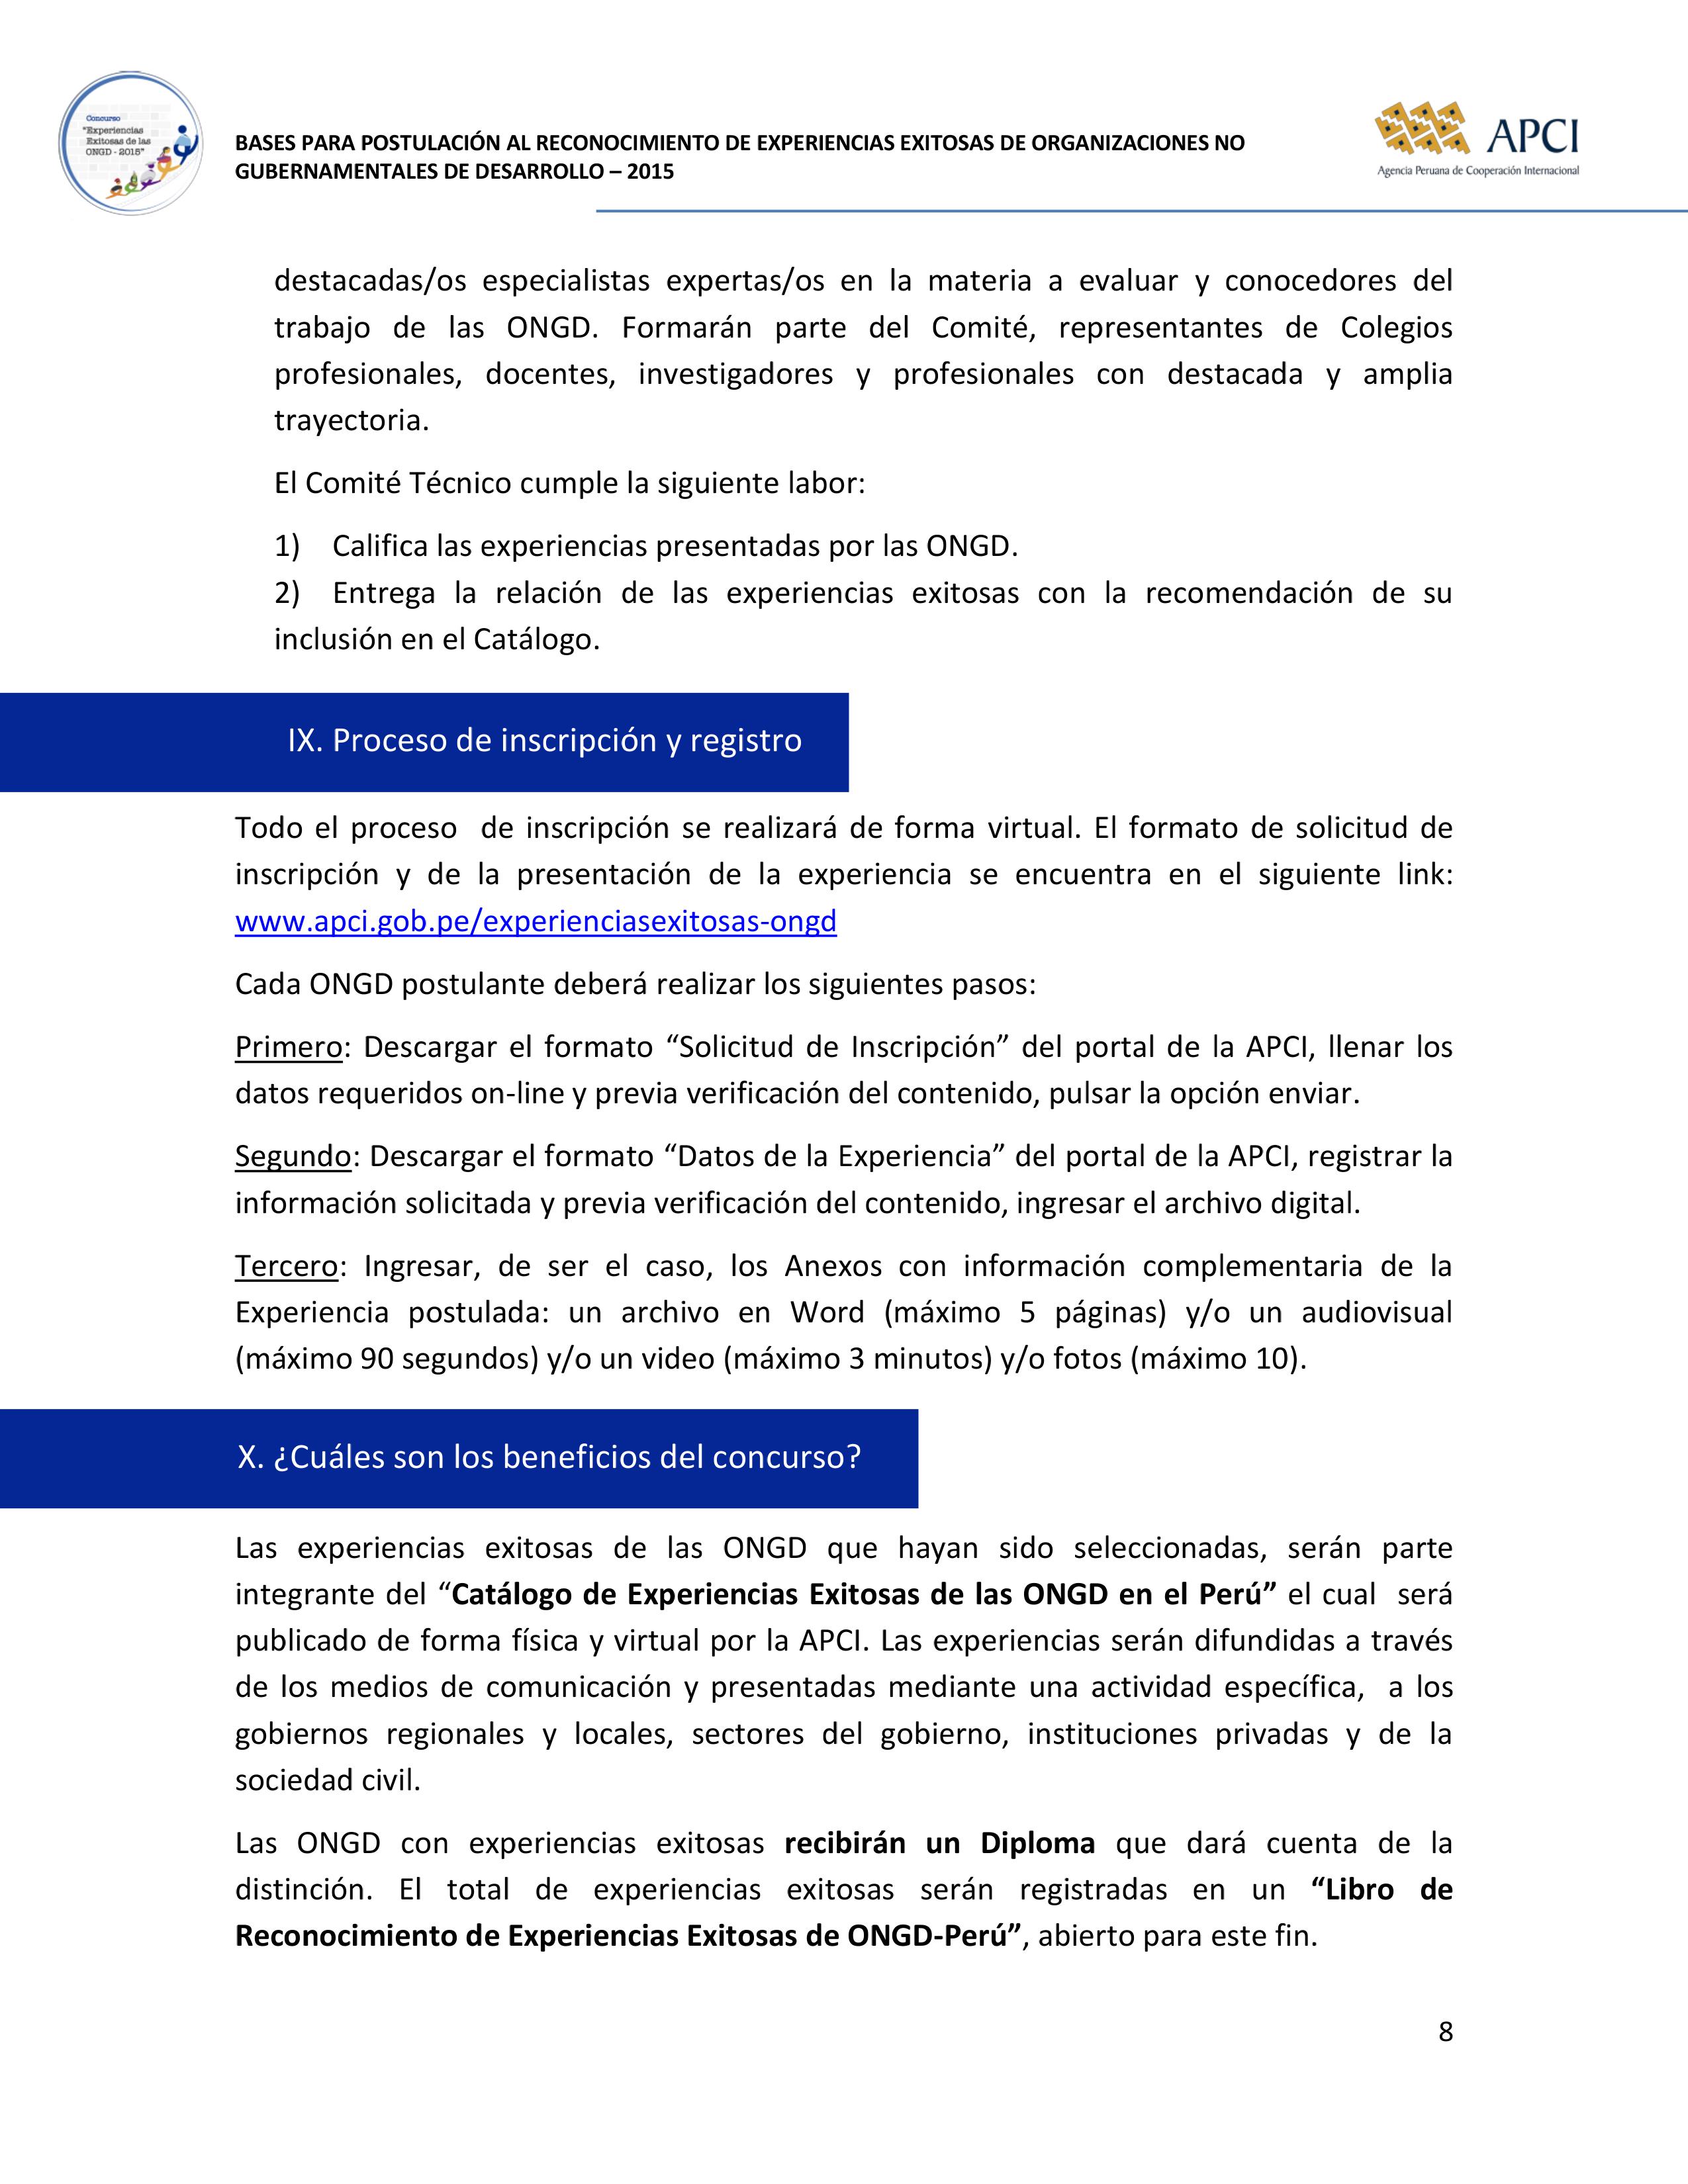 Concurso
"Experiencias
Exitosas de las
ONGD - 2015"
BASES PARA POSTULACIÓN AL RECONOCIMIENTO DE EXPERIENCIAS EXITOSAS DE ORGANIZACIONES NO
GUBERNAMENTALES DE DESARROLLO – 2015
APCI
Agencia Peruana de Cooperación Internacional
destacadas/os especialistas expertas/os en la materia a evaluar y conocedores del
trabajo de las ONGD. Formarán parte del Comité, representantes de Colegios
profesionales, docentes, investigadores y profesionales con destacada y amplia
trayectoria.
El Comité Técnico cumple la siguiente labor:
1) Califica las experiencias presentadas por las ONGD.
2) Entrega la relación de las experiencias exitosas con la recomendación de su
inclusión en el Catálogo.
IX. Proceso de inscripción y registro
Todo el proceso de inscripción se realizará de forma virtual. El formato de solicitud de
inscripción y de la presentación de la experiencia se encuentra en el siguiente link:
www.apci.gob.pe/experienciasexitosas-ongd
Cada ONGD postulante deberá realizar los siguientes pasos:
Primero: Descargar el formato “Solicitud de Inscripción” del portal de la APCI, llenar los
datos requeridos on-line y previa verificación del contenido, pulsar la opción enviar.
Segundo: Descargar el formato “Datos de la Experiencia” del portal de la APCI, registrar la
información solicitada y previa verificación del contenido, ingresar el archivo digital.
Tercero: Ingresar, de ser el caso, los Anexos con información complementaria de la
Experiencia postulada: un archivo en Word (máximo 5 páginas) y/o un audiovisual
(máximo 90 segundos) y/o un video (máximo 3 minutos) y/o fotos (máximo 10).
X. ¿Cuáles son los beneficios del concurso?
Las experiencias exitosas de las ONGD que hayan sido seleccionadas, serán parte
integrante del “Catálogo de Experiencias Exitosas de las ONGD en el Perú” el cual será
publicado de forma física y virtual por la APCI. Las experiencias serán difundidas a través
de los medios de comunicación y presentadas mediante una actividad específica, a los
gobiernos regionales y locales, sectores del gobierno, instituciones privadas y de la
sociedad civil.
Las ONGD con experiencias exitosas recibirán un Diploma que dará cuenta de la
distinción. El total de experiencias exitosas serán registradas en un “Libro de
Reconocimiento de Experiencias Exitosas de ONGD-Perú”, abierto para este fin.
8